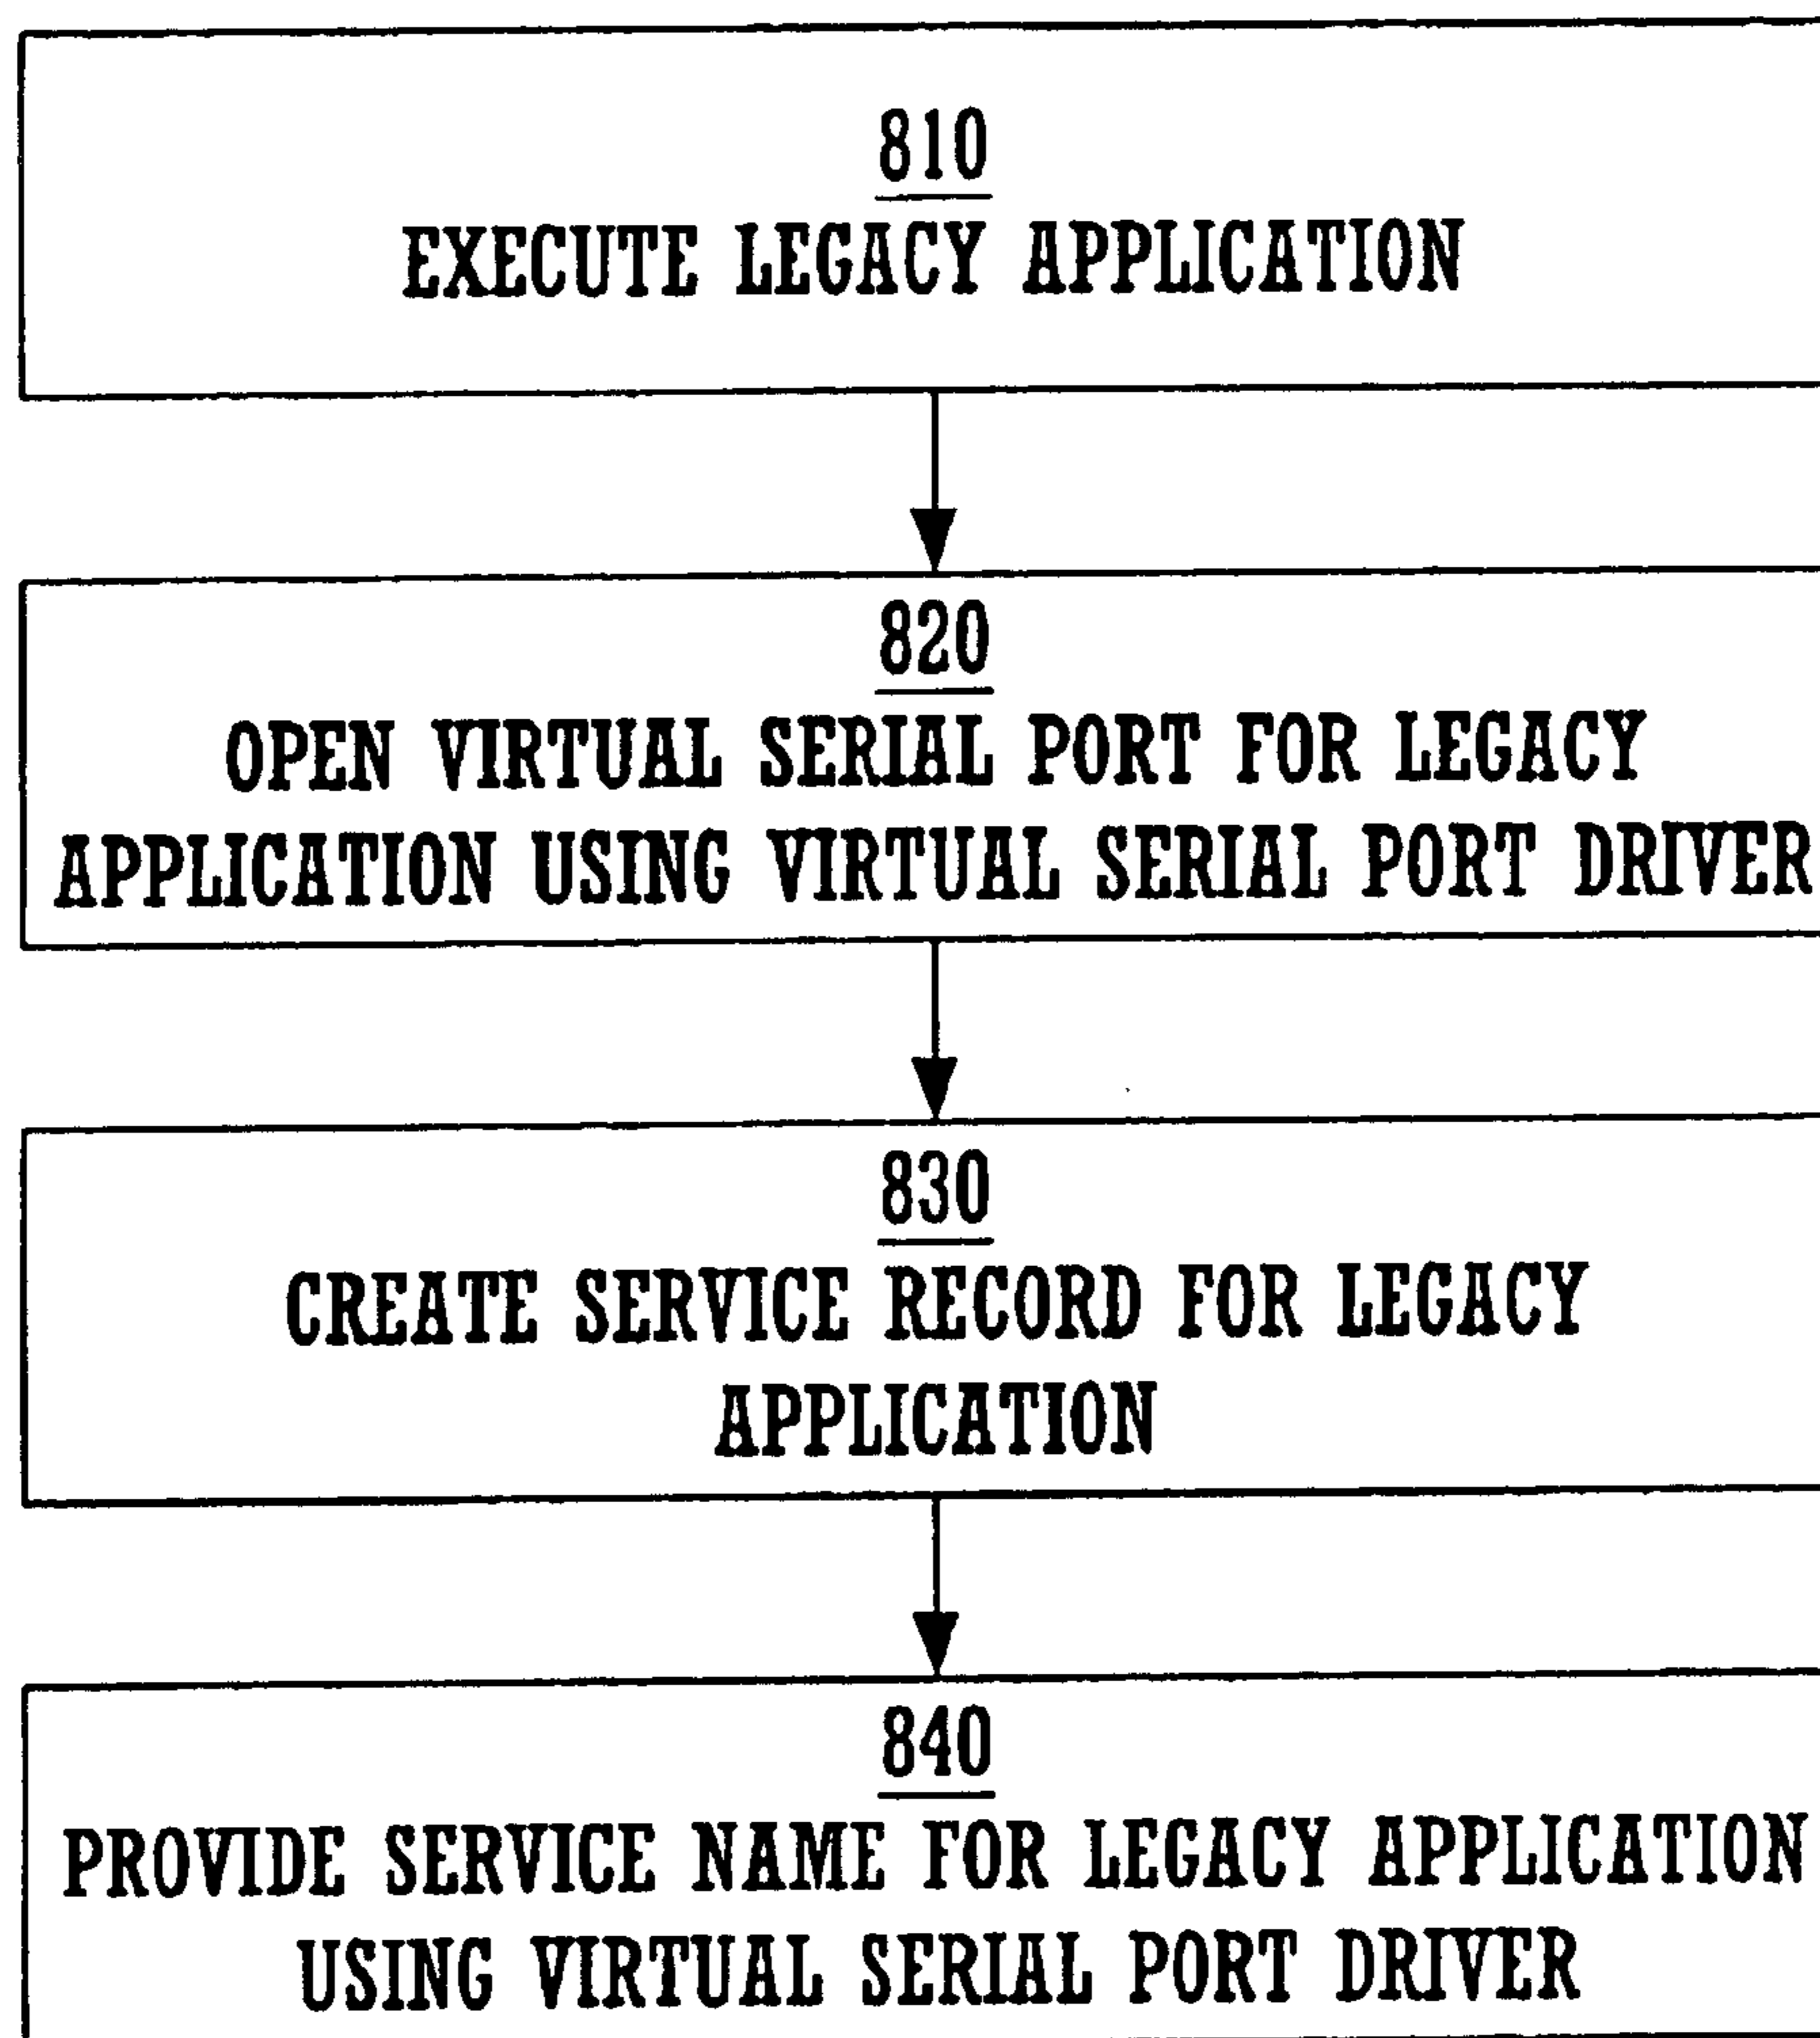 810
EXECUTE LEGACY APPLICATION
820
OPEN VIRTUAL SERIAL PORT FOR LEGACY
APPLICATION USING VIRTUAL SERIAL PORT DRIVER
830
CREATE SERVICE RECORD FOR LEGACY
APPLICATION
840
PROVIDE SERVICE NAME FOR LEGACY APPLICATION
USING VIRTUAL SERIAL PORT DRIVER